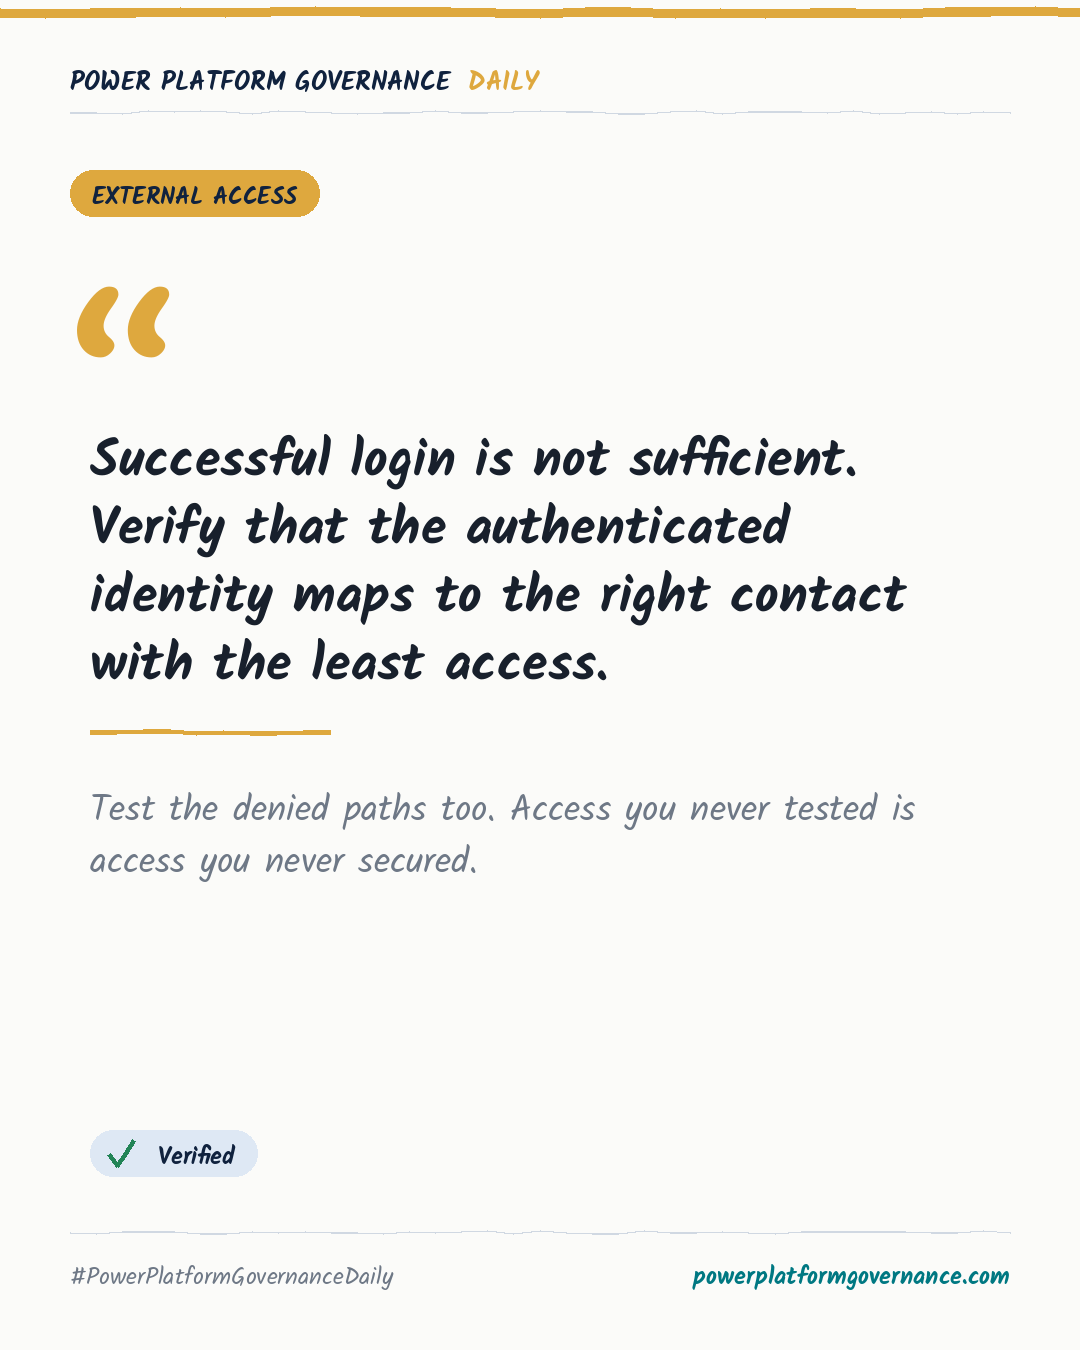 POWER PLATFORM GOVERNANCE DAILY
EXTERNAL ACCESS
“
Successful login is not sufficient.
Verify that the authenticated
identity maps to the right contact
with the least access.
Test the denied paths too. Access you never tested is
access you never secured.
Verified
#PowerPlatformGovernanceDaily
powerplatformgovernance.com